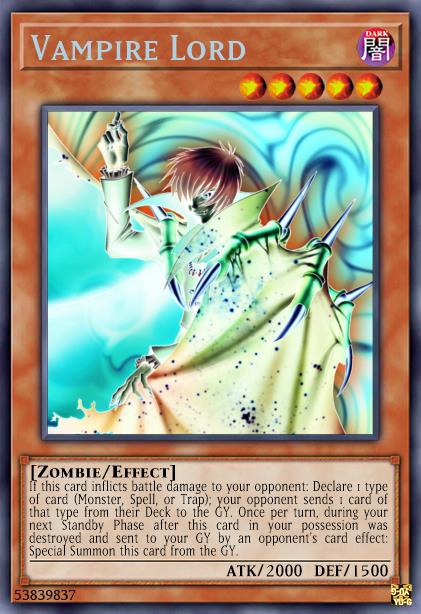 Vampire Lord
DARK
闇
[Zombie/Effect]
If this card inflicts battle damage to your opponent: Declare 1 type
of card (Monster, Spell, or Trap); your opponent sends 1 card of
that type from their Deck to the GY. Once per turn, during your
next Standby Phase after this card in your possession was
destroyed and sent to your GY by an opponent's card effect:
Special Summon this card from the GY.
ATK/2000 DEF/1500
53839837